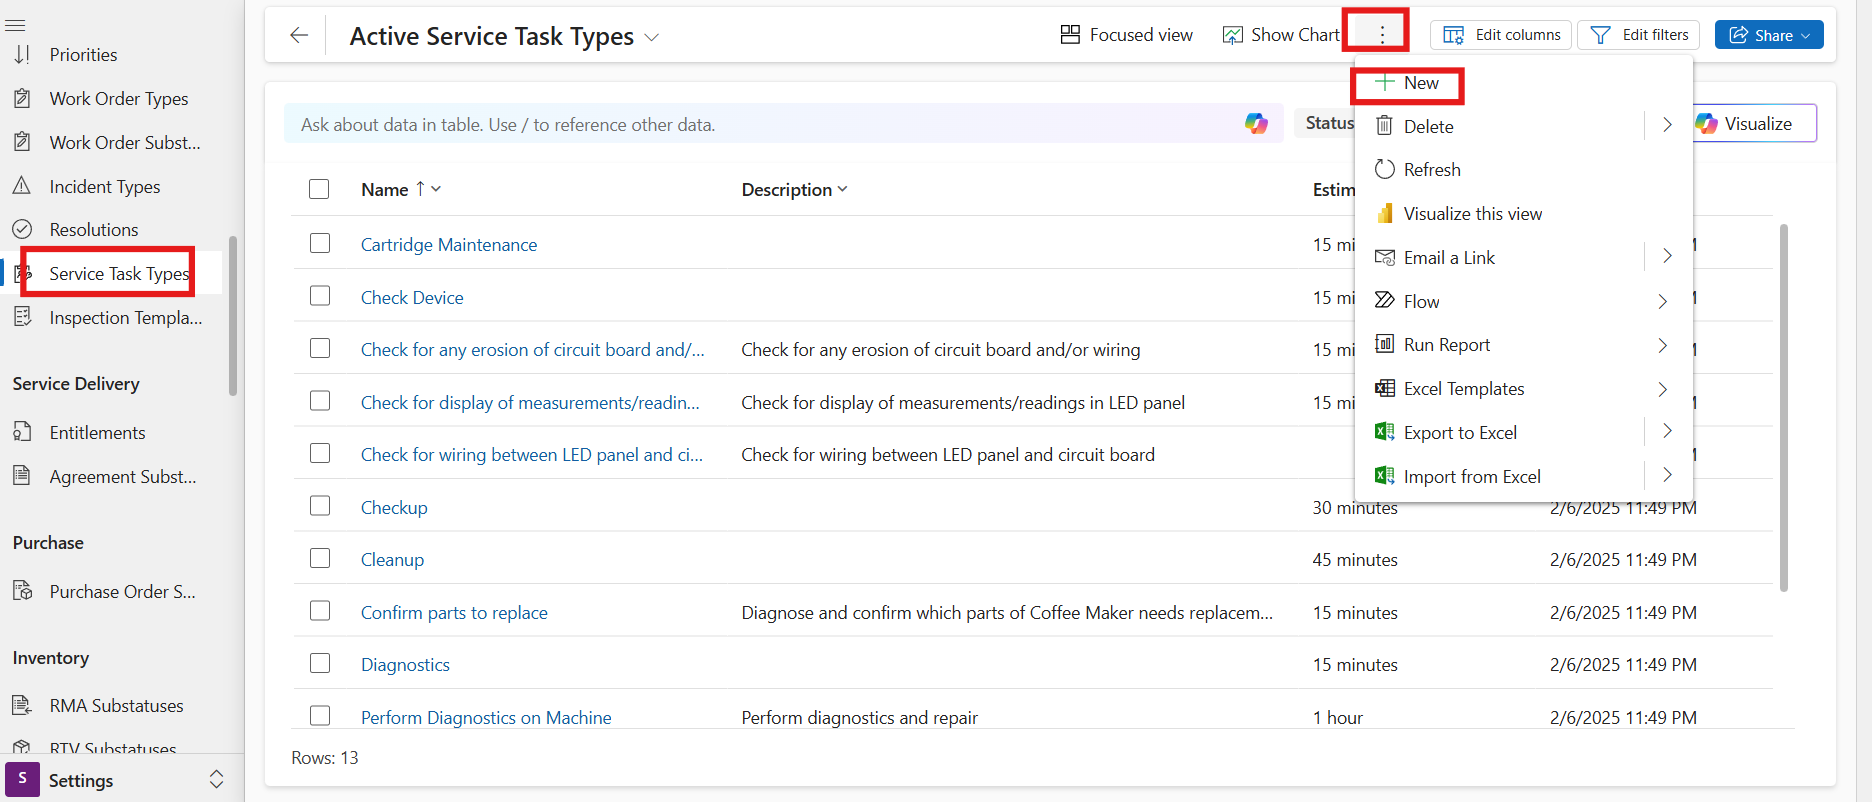 Priorities
Work Order Types
Work Order Subst...
Incident Types
Resolutions
Service Task Types
Inspection Templa...
Service Delivery
Entitlements
Agreement Subst...
Purchase
Purchase Order S...
Inventory
RMA Substatuses
RTV Substatuses
S Settings
Active Service Task Types
Focused view
Show Chart
Edit columns
Edit filters
Share
Ask about data in table. Use / to reference other data.
Status
Visualize
New
Delete
Refresh
Visualize this view
Email a Link
Flow
Run Report
Excel Templates
Export to Excel
Import from Excel
Name ↑ Description Estim
Cartridge Maintenance 15 mi
Check Device 15 mi
Check for any erosion of circuit board and/... Check for any erosion of circuit board and/or wiring 15 mi
Check for display of measurements/readin... Check for display of measurements/readings in LED panel 15 mi
Check for wiring between LED panel and ci... Check for wiring between LED panel and circuit board
Checkup 30 minutes 2/6/2025 11:49 PM
Cleanup 45 minutes 2/6/2025 11:49 PM
Confirm parts to replace Diagnose and confirm which parts of Coffee Maker needs replacem... 15 minutes 2/6/2025 11:49 PM
Diagnostics 15 minutes 2/6/2025 11:49 PM
Perform Diagnostics on Machine Perform diagnostics and repair 1 hour 2/6/2025 11:49 PM
Rows: 13